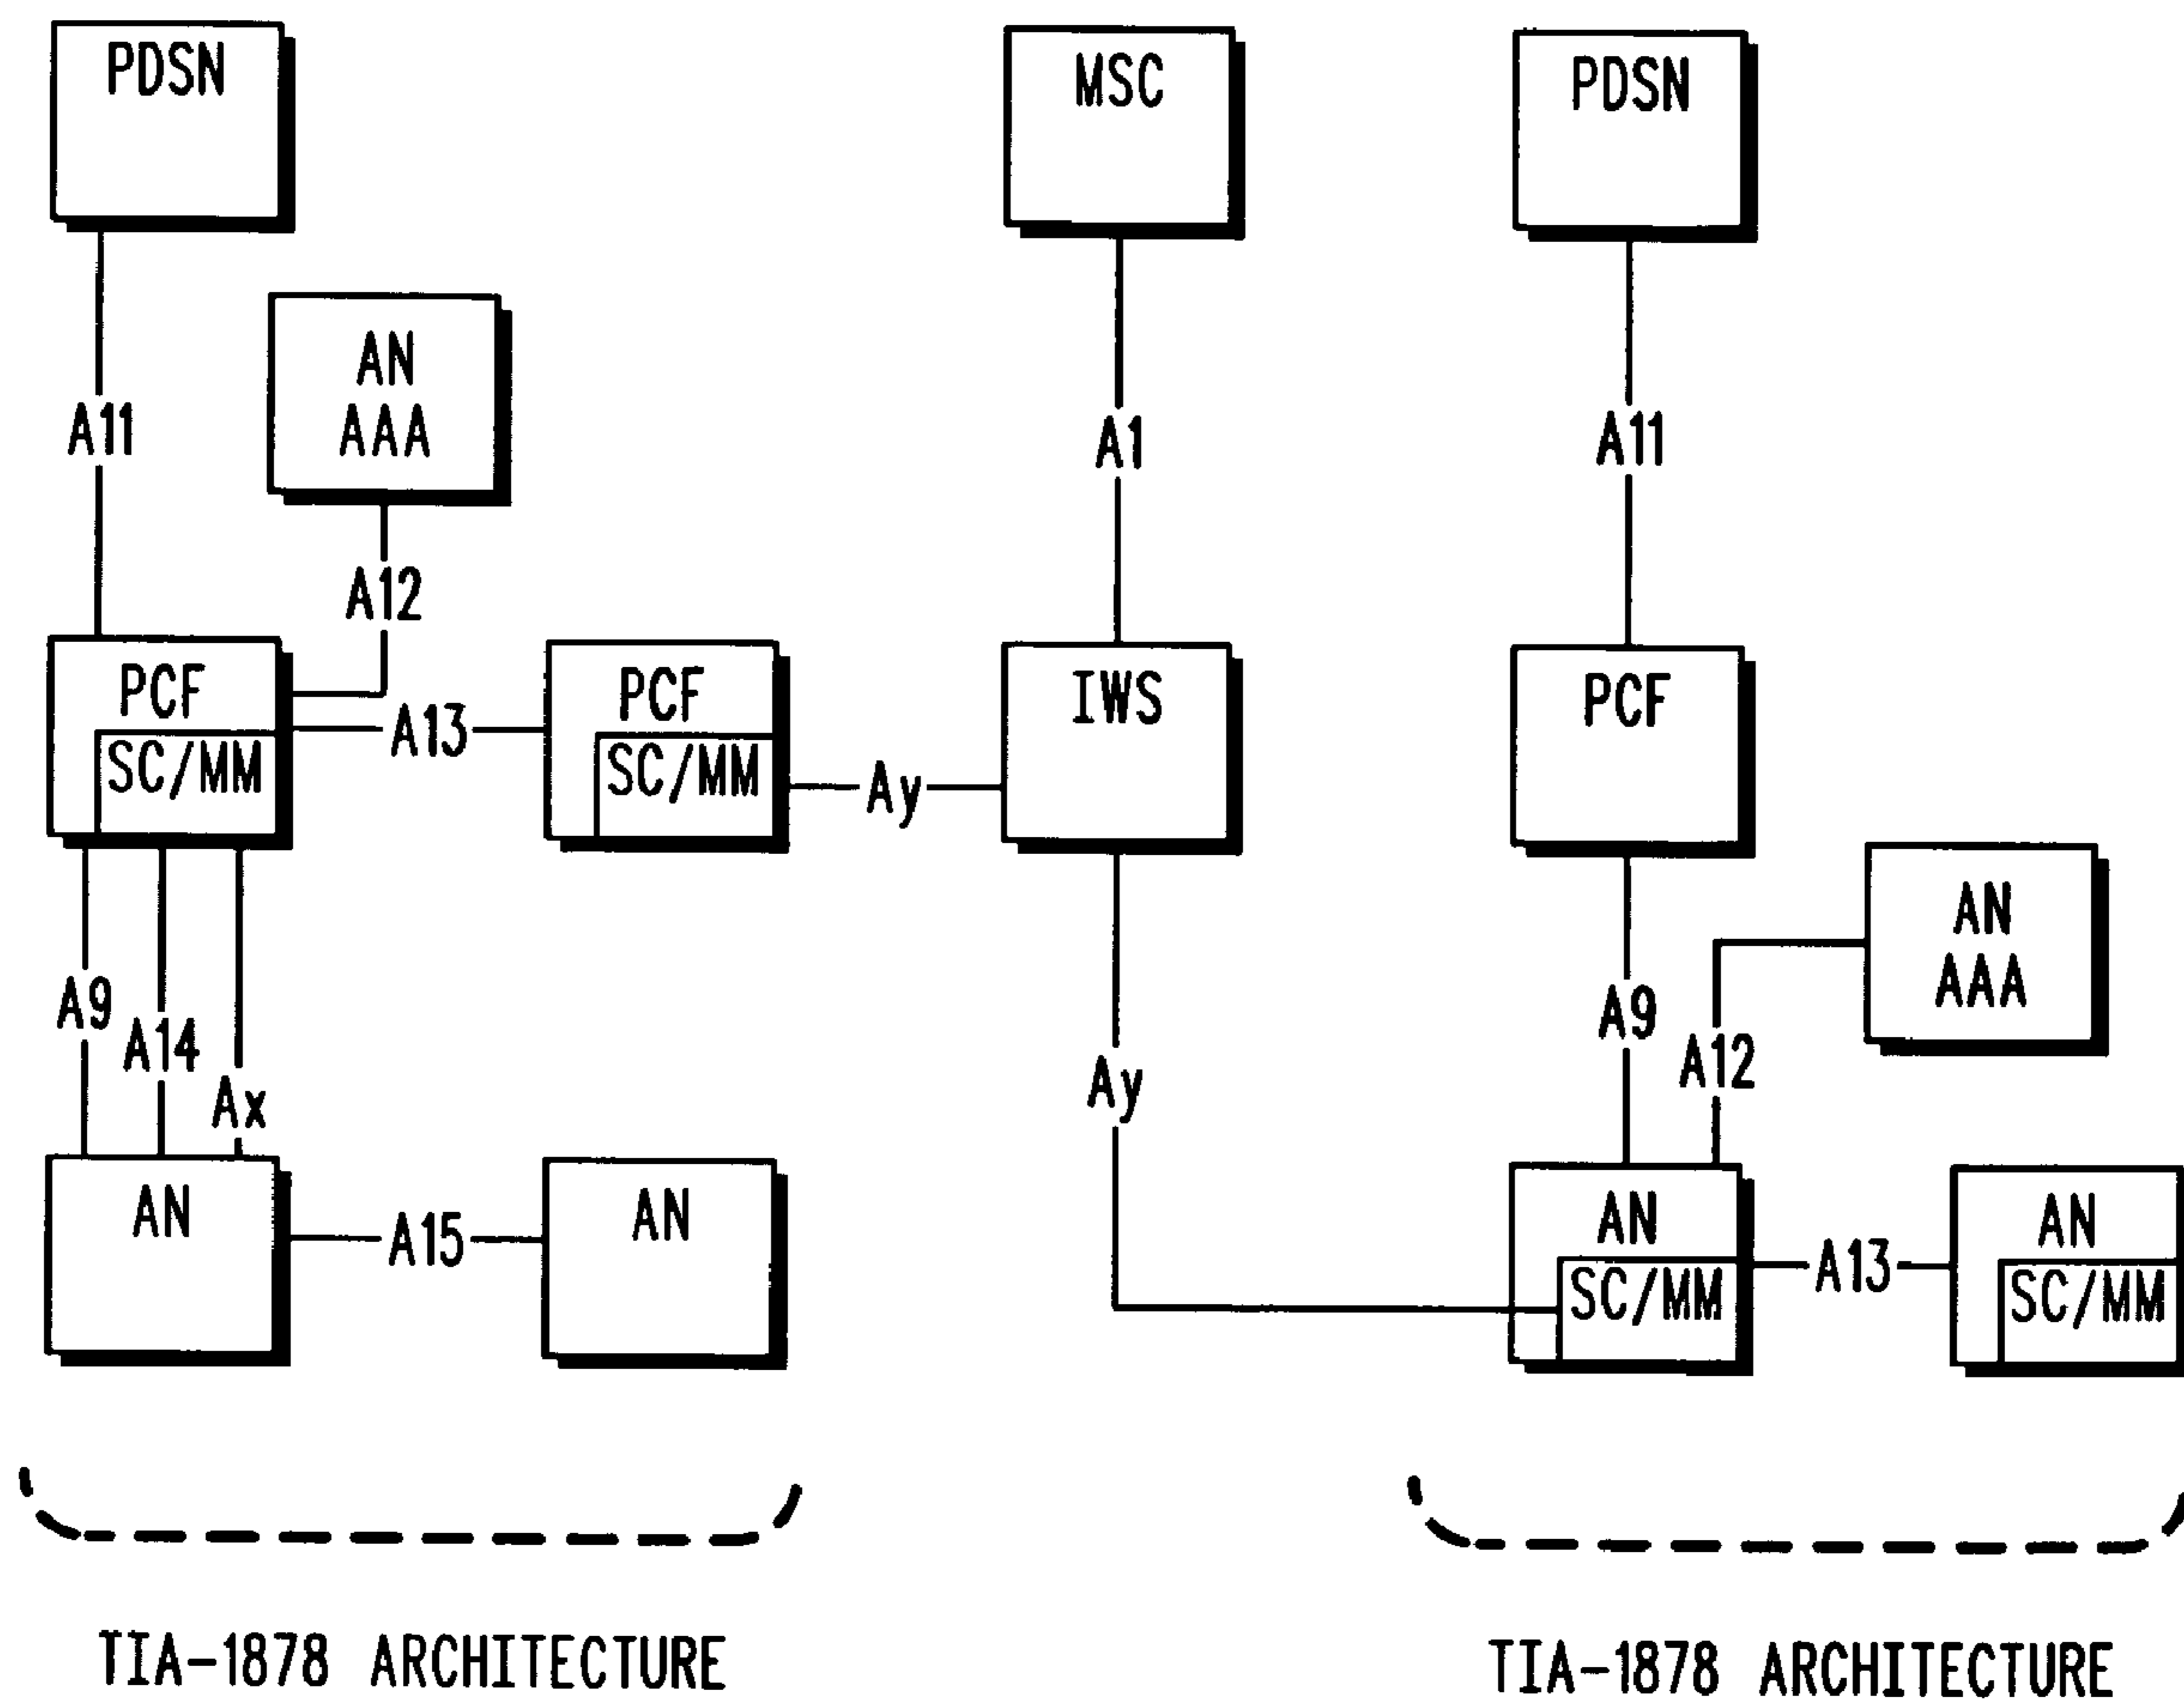 PDSN
MSC
PDSN
AN
AAA
A11
A1
A11
A12
PCF
SC/MM
A13
PCF
SC/MM
Ay
IWS
PCF
A9
A14
Ax
Ay
A9
A12
AN
AAA
AN
A15
AN
AN
SC/MM
A13
AN
SC/MM
TIA-1878 ARCHITECTURE
TIA-1878 ARCHITECTURE